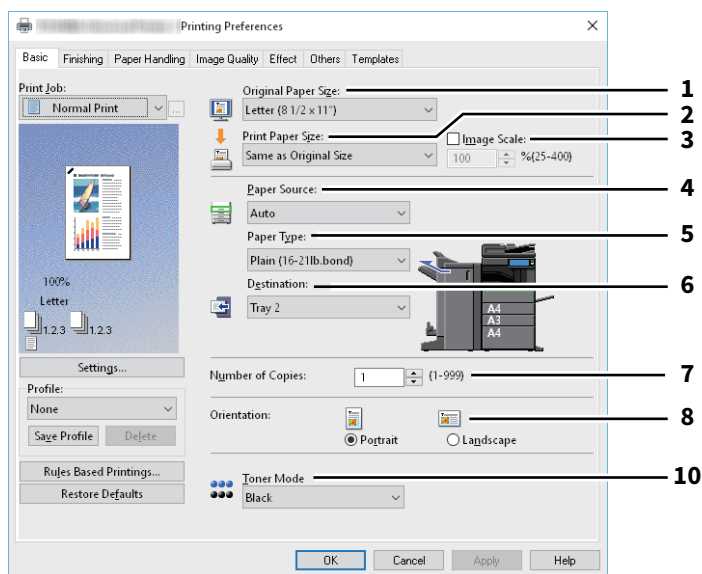 Printing Preferences
Basic Finishing Paper Handling Image Quality Effect Others Templates
Print Job:
Normal Print
...
100%
Letter
1.2.3 1.2.3
Settings...
Profile:
None
Save Profile Delete
Rules Based Printings...
Restore Defaults
Original Paper Size: 1
Letter (8 1/2 x 11")
Print Paper Size: 2
Same as Original Size
Image Scale: 3
100 %(25-400)
Paper Source: 4
Auto
Paper Type: 5
Plain (16-21lb.bond)
Destination: 6
Tray 2
A4
A3
A4
Number of Copies: 1 (1-999) 7
Orientation: 8
Portrait Landscape
Toner Mode 10
Black
OK Cancel Apply Help